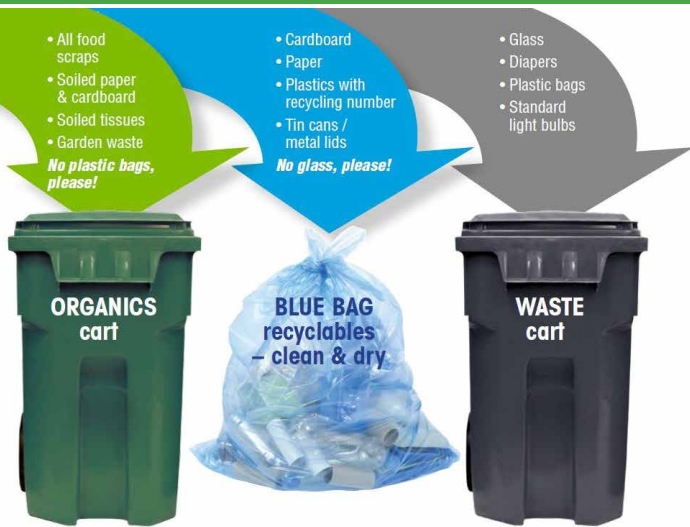 • All food
scraps
• Soiled paper
& cardboard
• Soiled tissues
• Garden waste
No plastic bags,
please!
• Cardboard
• Paper
• Plastics with
recycling number
• Tin cans /
metal lids
No glass, please!
• Glass
• Diapers
• Plastic bags
• Standard
light bulbs
ORGANICS
cart
BLUE BAG
recyclables
– clean & dry
WASTE
cart